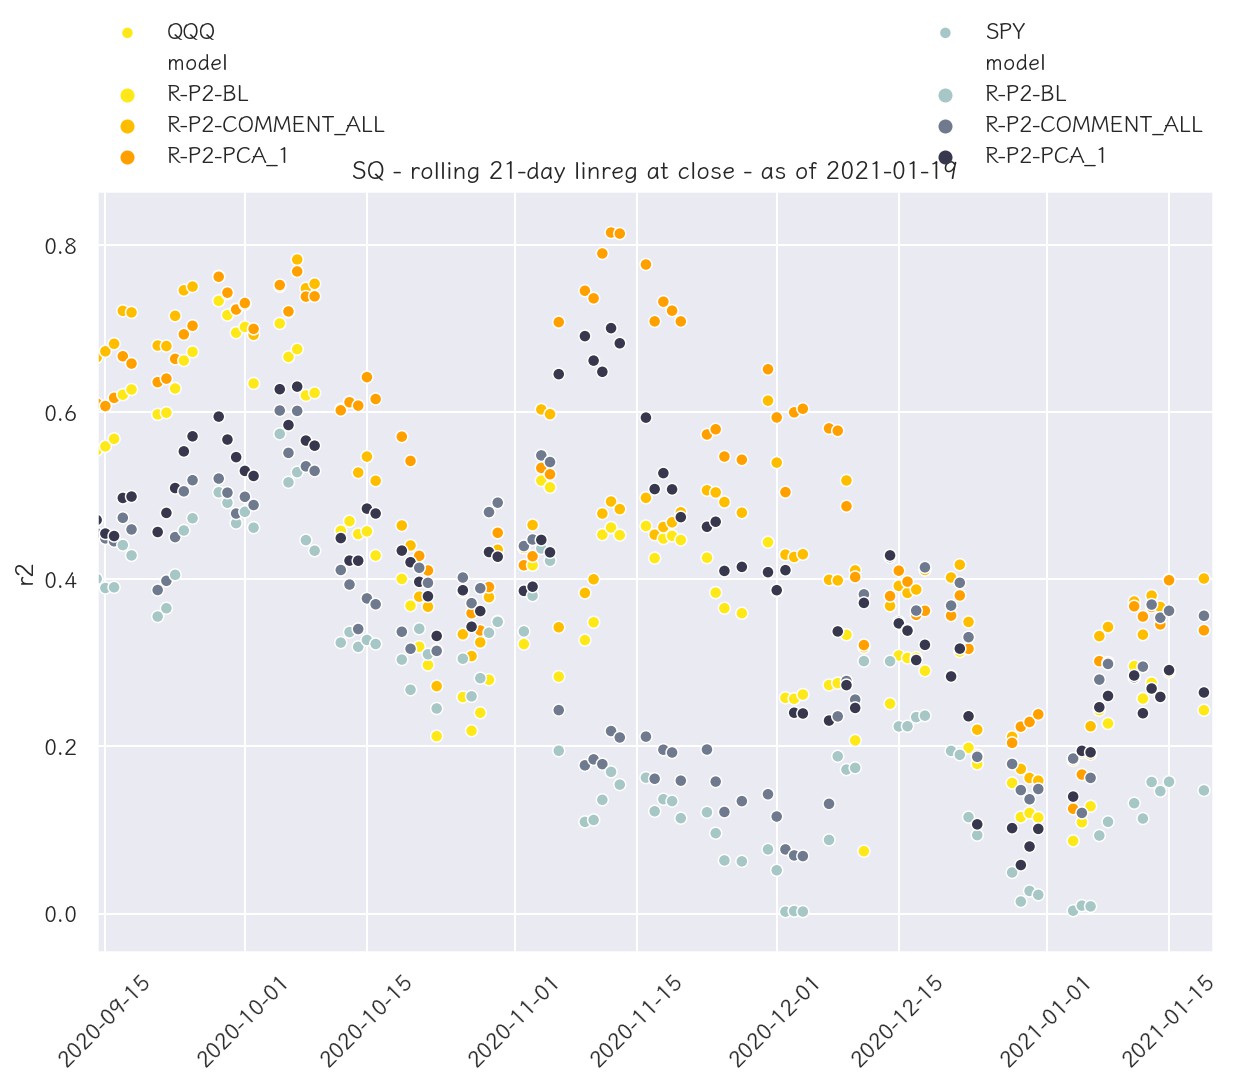 QQQ
model
R-P2-BL
R-P2-COMMENT_ALL
R-P2-PCA_1
SPY
model
R-P2-BL
R-P2-COMMENT_ALL
R-P2-PCA_1
SQ - rolling 21-day linreg at close - as of 2021-01-19
r2
0.8
0.6
0.4
0.2
0.0
2020-09-15
2020-10-01
2020-10-15
2020-11-01
2020-11-15
2020-12-01
2020-12-15
2021-01-01
2021-01-15